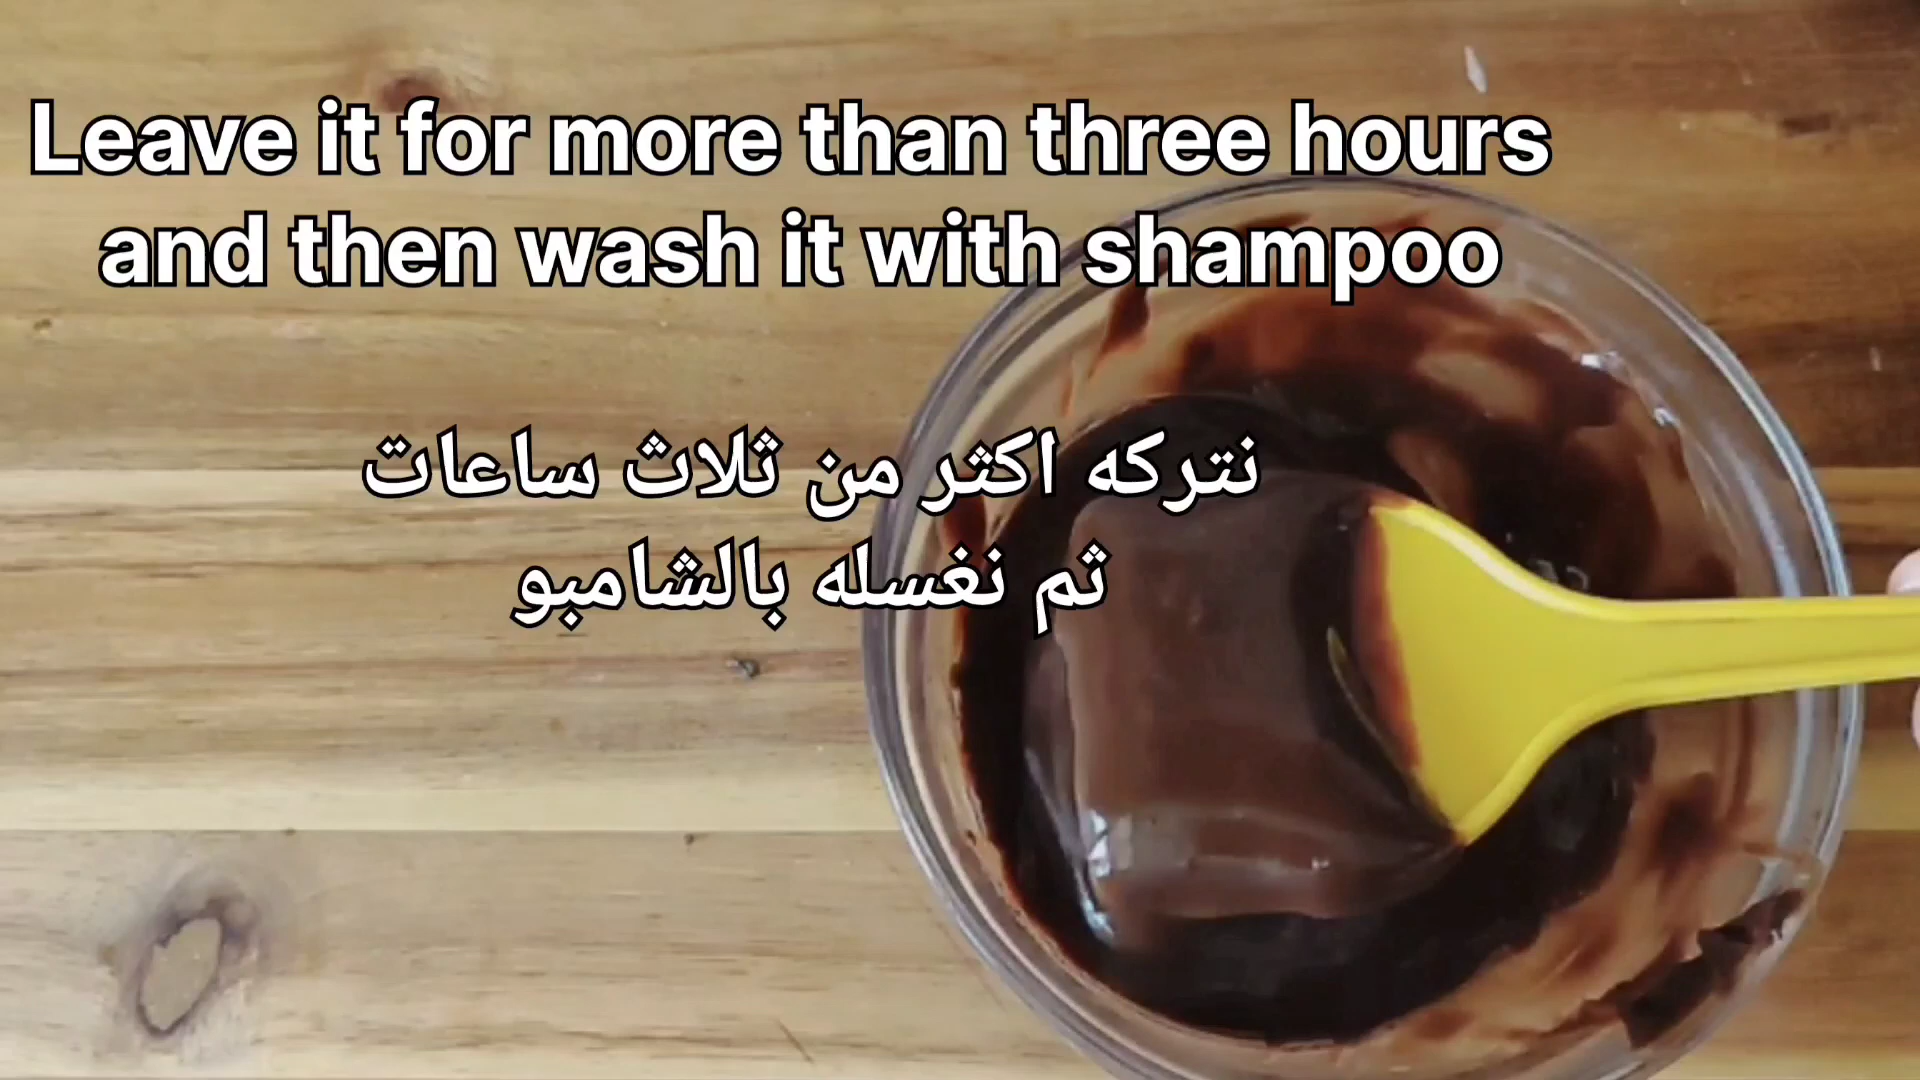 Leave it for more than three hours
and then wash it with shampoo
نتركه اكثر من ثلاث ساعات
ثم نغسله بالشامبو